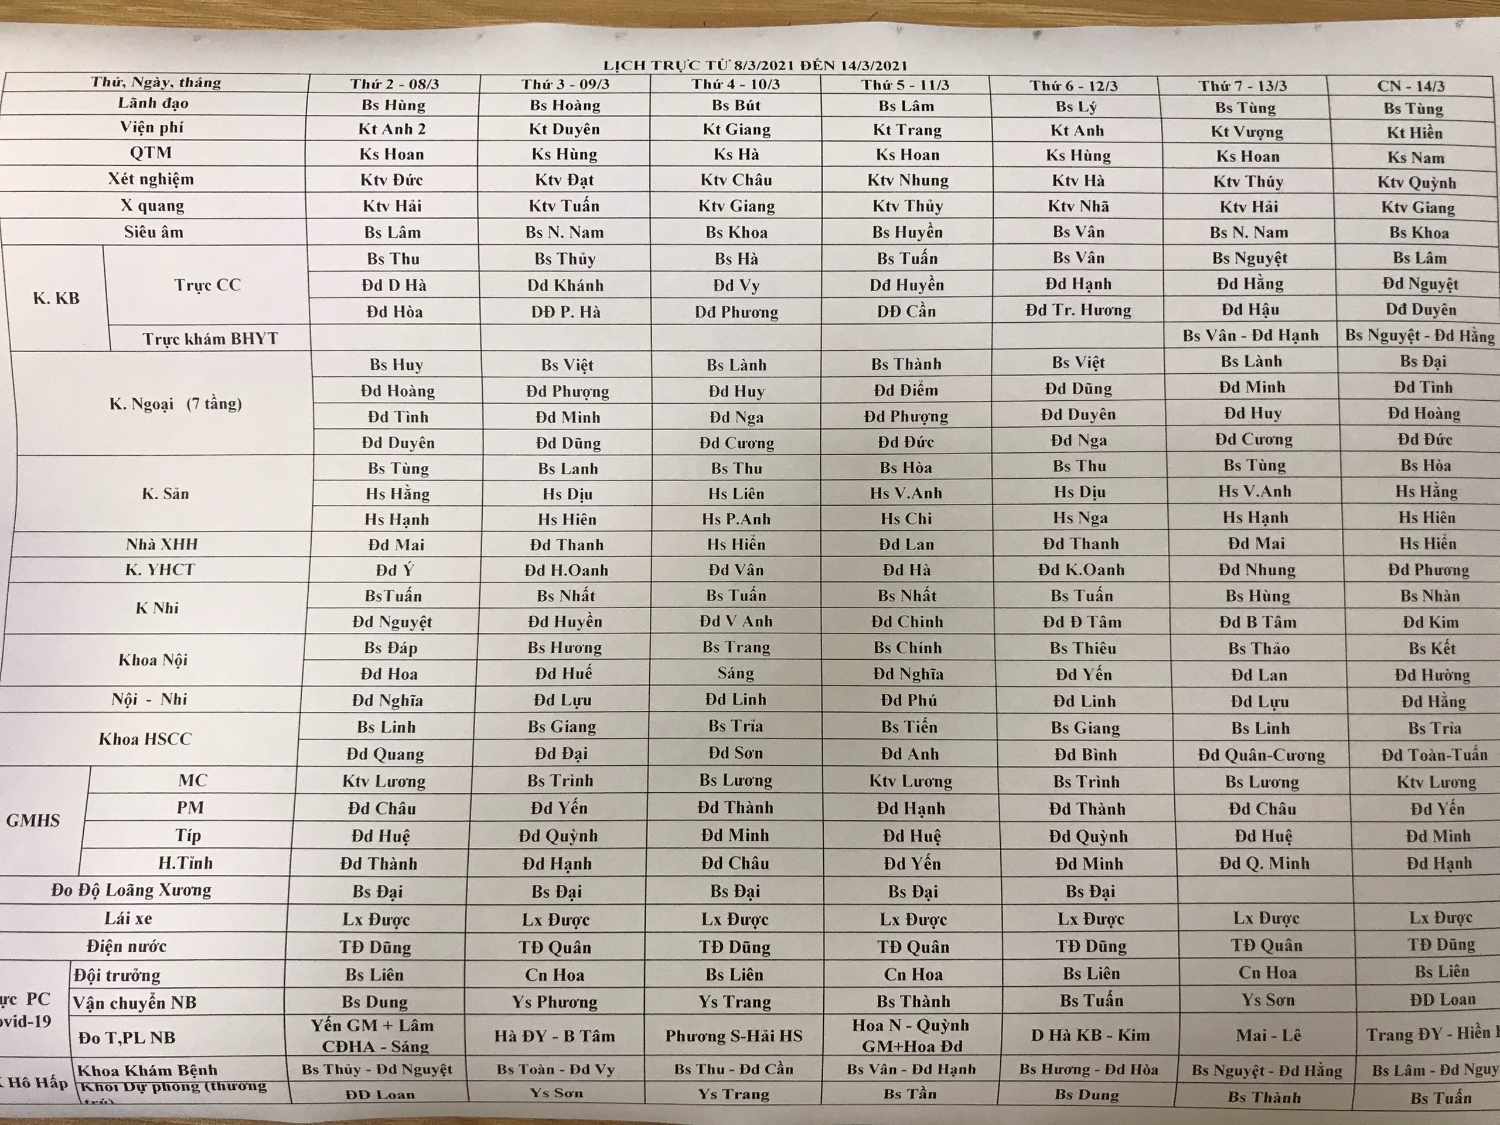 LỊCH TRỰC TỪ 8/3/2021 ĐẾN 14/3/2021
Thứ, Ngày, tháng Thứ 2 - 08/3 Thứ 3 - 09/3 Thứ 4 - 10/3 Thứ 5 - 11/3 Thứ 6 - 12/3 Thứ 7 - 13/3 CN - 14/3
Lãnh đạo Bs Hùng Bs Hoàng Bs Bút Bs Lâm Bs Lý Bs Tùng Bs Tùng
Viện phí Kt Anh 2 Kt Duyên Kt Giang Kt Trang Kt Anh Kt Vượng Kt Hiền
QTM Ks Hoan Ks Hùng Ks Hà Ks Hoan Ks Hùng Ks Hoan Ks Nam
Xét nghiệm Ktv Đức Ktv Đạt Ktv Châu Ktv Nhung Ktv Hà Ktv Thúy Ktv Quỳnh
X quang Ktv Hải Ktv Tuấn Ktv Giang Ktv Thủy Ktv Nhã Ktv Hải Ktv Giang
Siêu âm Bs Lâm Bs N. Nam Bs Khoa Bs Huyền Bs Vân Bs N. Nam Bs Khoa
K. KB Trực CC Bs Thu Bs Thủy Bs Hà Bs Tuấn Bs Vân Bs Nguyệt Bs Lâm
Đd D Hà Dd Khánh Đd Vy Dd Huyền Đd Hạnh Đd Hằng Đd Nguyệt
Đd Hòa DĐ P. Hà Dd Phương DĐ Cần Đd Tr. Hương Đd Hậu Dd Duyên
Trực khám BHYT Bs Vân - Đd Hạnh Bs Nguyệt - Đd Hằng
K. Ngoại (7 tầng) Bs Huy Bs Việt Bs Lành Bs Thành Bs Việt Bs Lành Bs Đại
Đd Hoàng Đd Phượng Đd Huy Đd Diễm Đd Dũng Đd Minh Đd Tình
Đd Tình Đd Minh Đd Nga Đd Phượng Đd Duyên Đd Huy Đd Hoàng
Đd Duyên Đd Dũng Đd Cương Đd Đức Đd Nga Đd Cương Đd Đức
K. Sản Bs Tùng Bs Lanh Bs Thu Bs Hòa Bs Thu Bs Tùng Bs Hòa
Hs Hằng Hs Dịu Hs Liên Hs V.Anh Hs Dịu Hs V.Anh Hs Hằng
Hs Hạnh Hs Hiên Hs P.Anh Hs Chi Hs Nga Hs Hạnh Hs Hiên
Nhà XHH Đd Mai Đd Thanh Hs Hiền Đd Lan Đd Thanh Đd Mai Hs Hiền
K. YHCT Đd Ý Đd H.Oanh Đd Vân Đd Hà Đd K.Oanh Đd Nhung Đd Phương
K Nhi BsTuấn Bs Nhất Bs Tuấn Bs Nhất Bs Tuấn Bs Hùng Bs Nhàn
Đd Nguyệt Đd Huyền Đd V Anh Đd Chinh Đd Đ Tâm Đd B Tâm Đd Kim
Khoa Nội Bs Đáp Bs Hương Bs Trang Bs Chính Bs Thiêu Bs Thảo Bs Kết
Đd Hoa Đd Huế Sáng Đd Nghĩa Đd Yến Đd Lan Đd Hường
Nội - Nhi Dd Nghĩa Đd Lựu Đd Linh Đd Phú Đd Linh Đd Lựu Dd Hằng
Khoa HSCC Bs Linh Bs Giang Bs Tria Bs Tiến Bs Giang Bs Linh Bs Tria
Đd Quang Đd Đại Đd Sơn Đd Anh Đd Bình Đd Quân-Cương Đd Toàn-Tuấn
GMHS MC Ktv Lương Bs Trinh Bs Lương Ktv Lương Bs Trinh Bs Lương Ktv Lương
PM Đd Châu Đd Yến Đd Thành Đd Hạnh Đd Thành Đd Châu Đd Yến
Tip Đd Huệ Đd Quỳnh Đd Minh Đd Huệ Đd Quỳnh Đd Huệ Đd Minh
H.Tỉnh Đd Thành Đd Hạnh Đd Châu Đd Yến Đd Minh Đd Q. Minh Đd Hạnh
Đo Độ Loãng Xương Bs Đại Bs Đại Bs Đại Bs Đại Bs Đại
Lái xe Lx Được Lx Được Lx Được Lx Được Lx Được Lx Được Lx Được
Điện nước TĐ Dũng TĐ Quân TĐ Dũng TĐ Quân TĐ Dũng TĐ Quân TĐ Dũng
Đội trưởng Bs Liên Cn Hoa Bs Liên Cn Hoa Bs Liên Cn Hoa Bs Liên
PC Vận chuyển NB Bs Dung Ys Phương Ys Trang Bs Thành Bs Tuấn Ys Sơn ĐD Loan
vid-19 Đo T,PL NB Yến GM + Lâm Hà ĐY - B Tâm Phương S-Hải HS Hoa N - Quỳnh D Hà KB - Kim Mai - Lê Trang ĐY - Hiền
CĐHA - Sáng GM+Hoa Đd
Hô Hấp Khoa Khám Bệnh Bs Thủy - Đd Nguyệt Bs Toàn - Đd Vy Bs Thu - Đd Cần Bs Vân - Đd Hạnh Bs Hương - Đd Hòa Bs Nguyệt - Đd Hằng Bs Lâm - Đd Nguy
Khối Dự phòng (thường ĐD Loan Ys Sơn Ys Trang Bs Tần Bs Dung Bs Thành Bs Tuấn